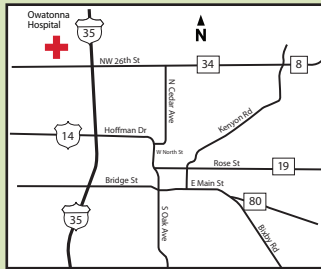 Owatonna
Hospital
35
N
NW 26th St
34
8
N Cedar Ave
Kenyon Rd
14
Hoffman Dr
W North St
Rose St
19
Bridge St
E Main St
80
35
S Oak Ave
Bixby Rd